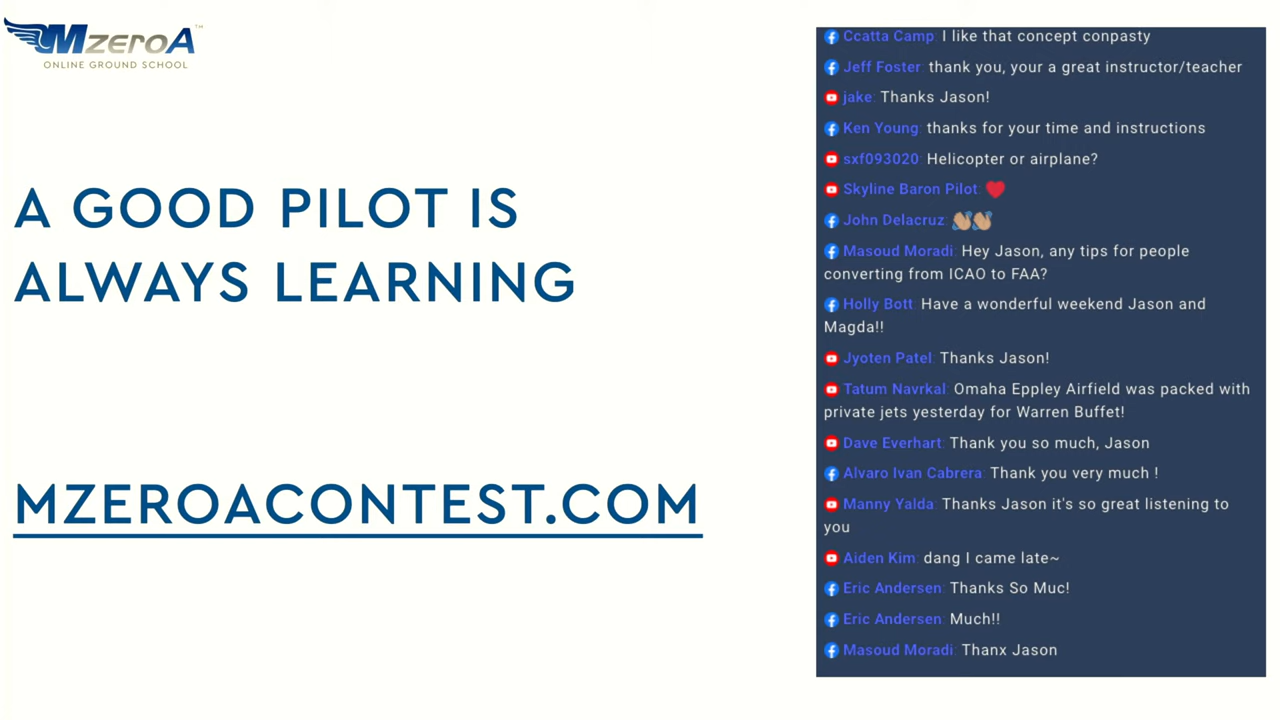 MzeroA™
ONLINE GROUND SCHOOL
A GOOD PILOT IS
ALWAYS LEARNING
MZEROACONTEST.COM
Ccatta Camp: I like that concept conpasty
Jeff Foster: thank you, your a great instructor/teacher
jake: Thanks Jason!
Ken Young: thanks for your time and instructions
sxf093020: Helicopter or airplane?
Skyline Baron Pilot: ❤️
John Delacruz: 👏🏼👏🏼
Masoud Moradi: Hey Jason, any tips for people
converting from ICAO to FAA?
Holly Bott: Have a wonderful weekend Jason and
Magda!!
Jyoten Patel: Thanks Jason!
Tatum Navrkal: Omaha Eppley Airfield was packed with
private jets yesterday for Warren Buffet!
Dave Everhart: Thank you so much, Jason
Alvaro Ivan Cabrera: Thank you very much !
Manny Yalda: Thanks Jason it's so great listening to
you
Aiden Kim: dang I came late~
Eric Andersen: Thanks So Muc!
Eric Andersen: Much!!
Masoud Moradi: Thanx Jason